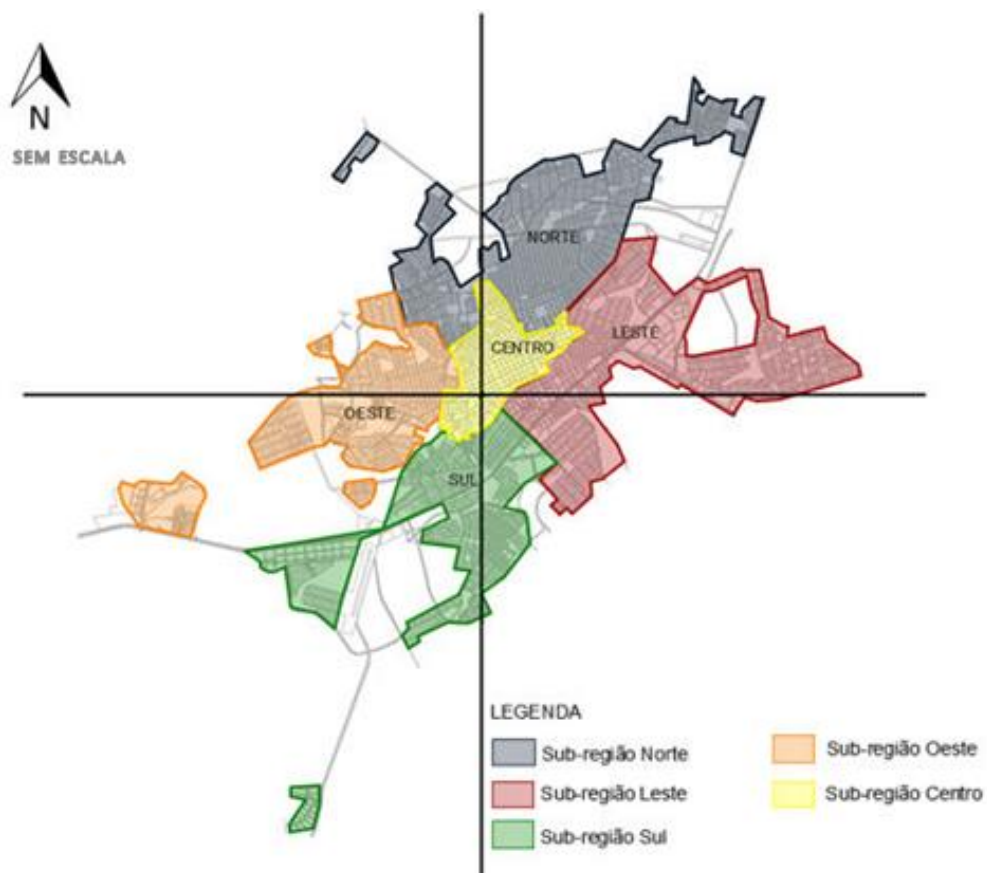 N
SEM ESCALA
NORTE
CENTRO
LESTE
OESTE
SUL
LEGENDA
Sub-região Norte
Sub-região Leste
Sub-região Sul
Sub-região Oeste
Sub-região Centro